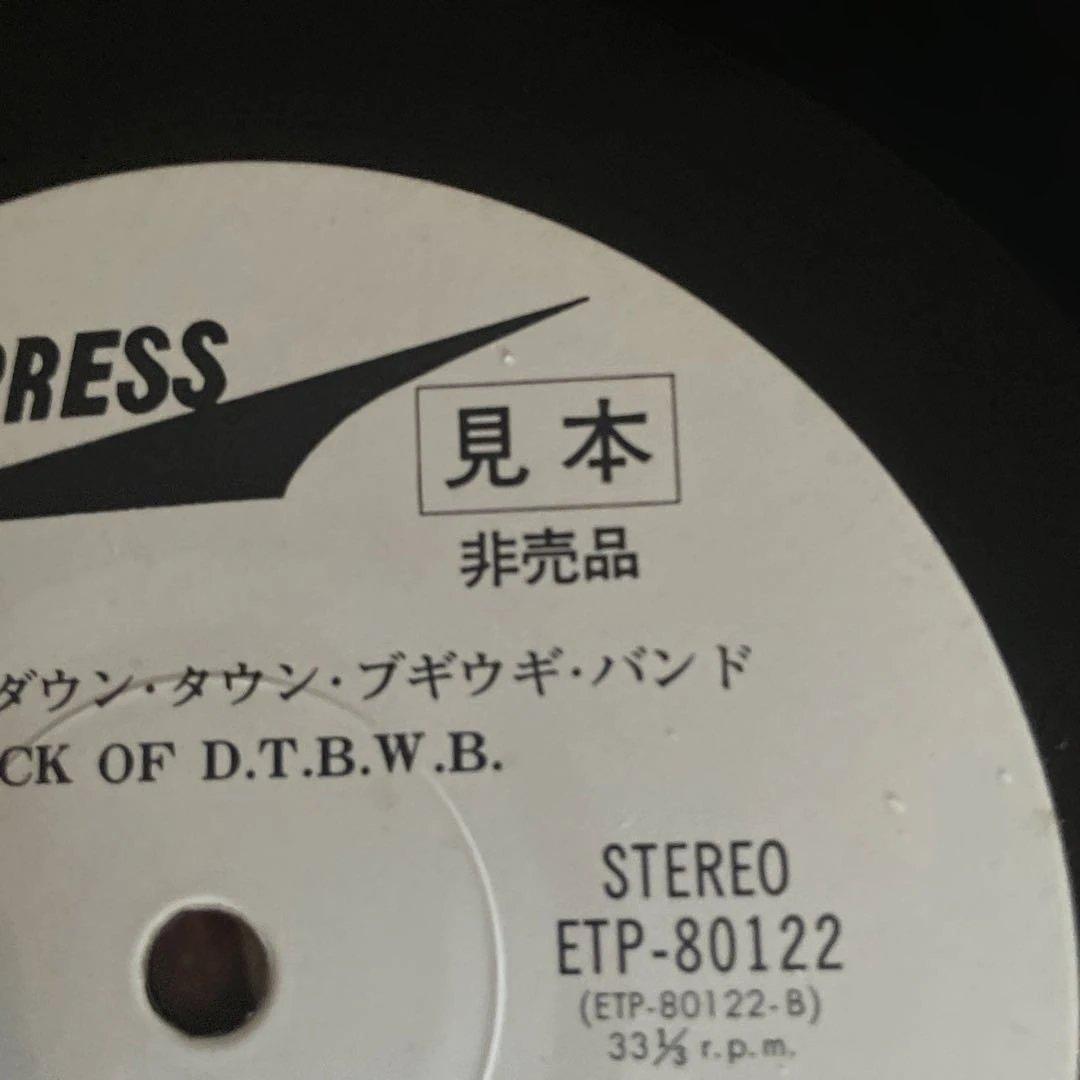 PRESS
見本
非売品
ダウン・タウン・ブギウギ・バンド
CK OF D.T.B.W.B.
STEREO
ETP-80122
(ETP-80122-B)
33⅓ r.p.m.